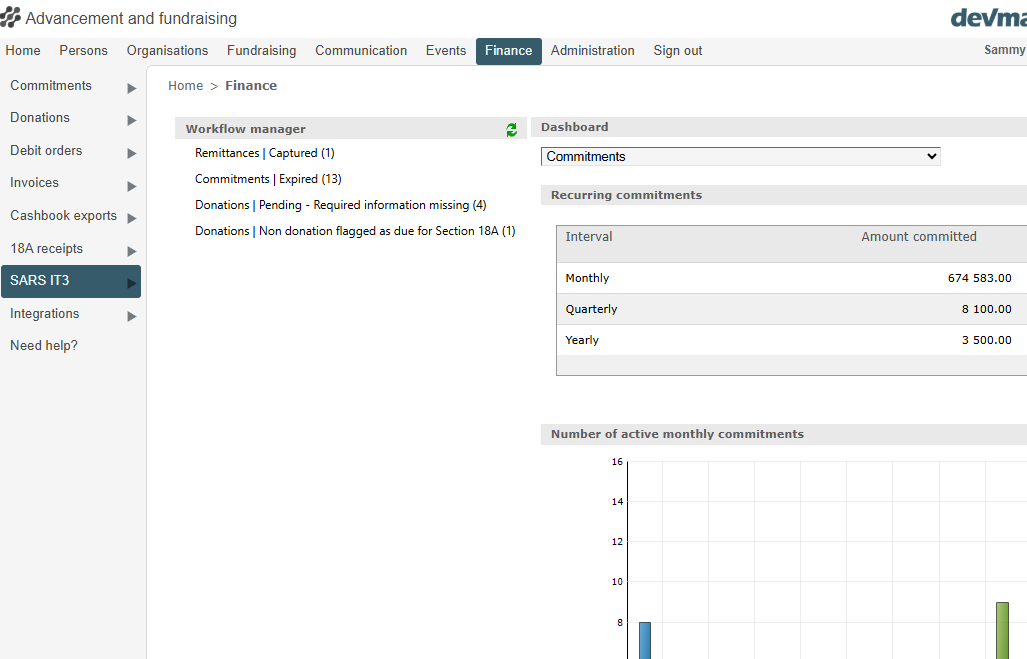 Advancement and fundraising
Home Persons Organisations Fundraising Communication Events Finance Administration Sign out Sammy
Commitments
Donations
Debit orders
Invoices
Cashbook exports
18A receipts
SARS IT3
Integrations
Need help?
Home > Finance
Workflow manager
Remittances | Captured (1)
Commitments | Expired (13)
Donations | Pending - Required information missing (4)
Donations | Non donation flagged as due for Section 18A (1)
Dashboard
Commitments
Recurring commitments
Interval Amount committed
Monthly 674 583.00
Quarterly 8 100.00
Yearly 3 500.00
Number of active monthly commitments
16
14
12
10
8